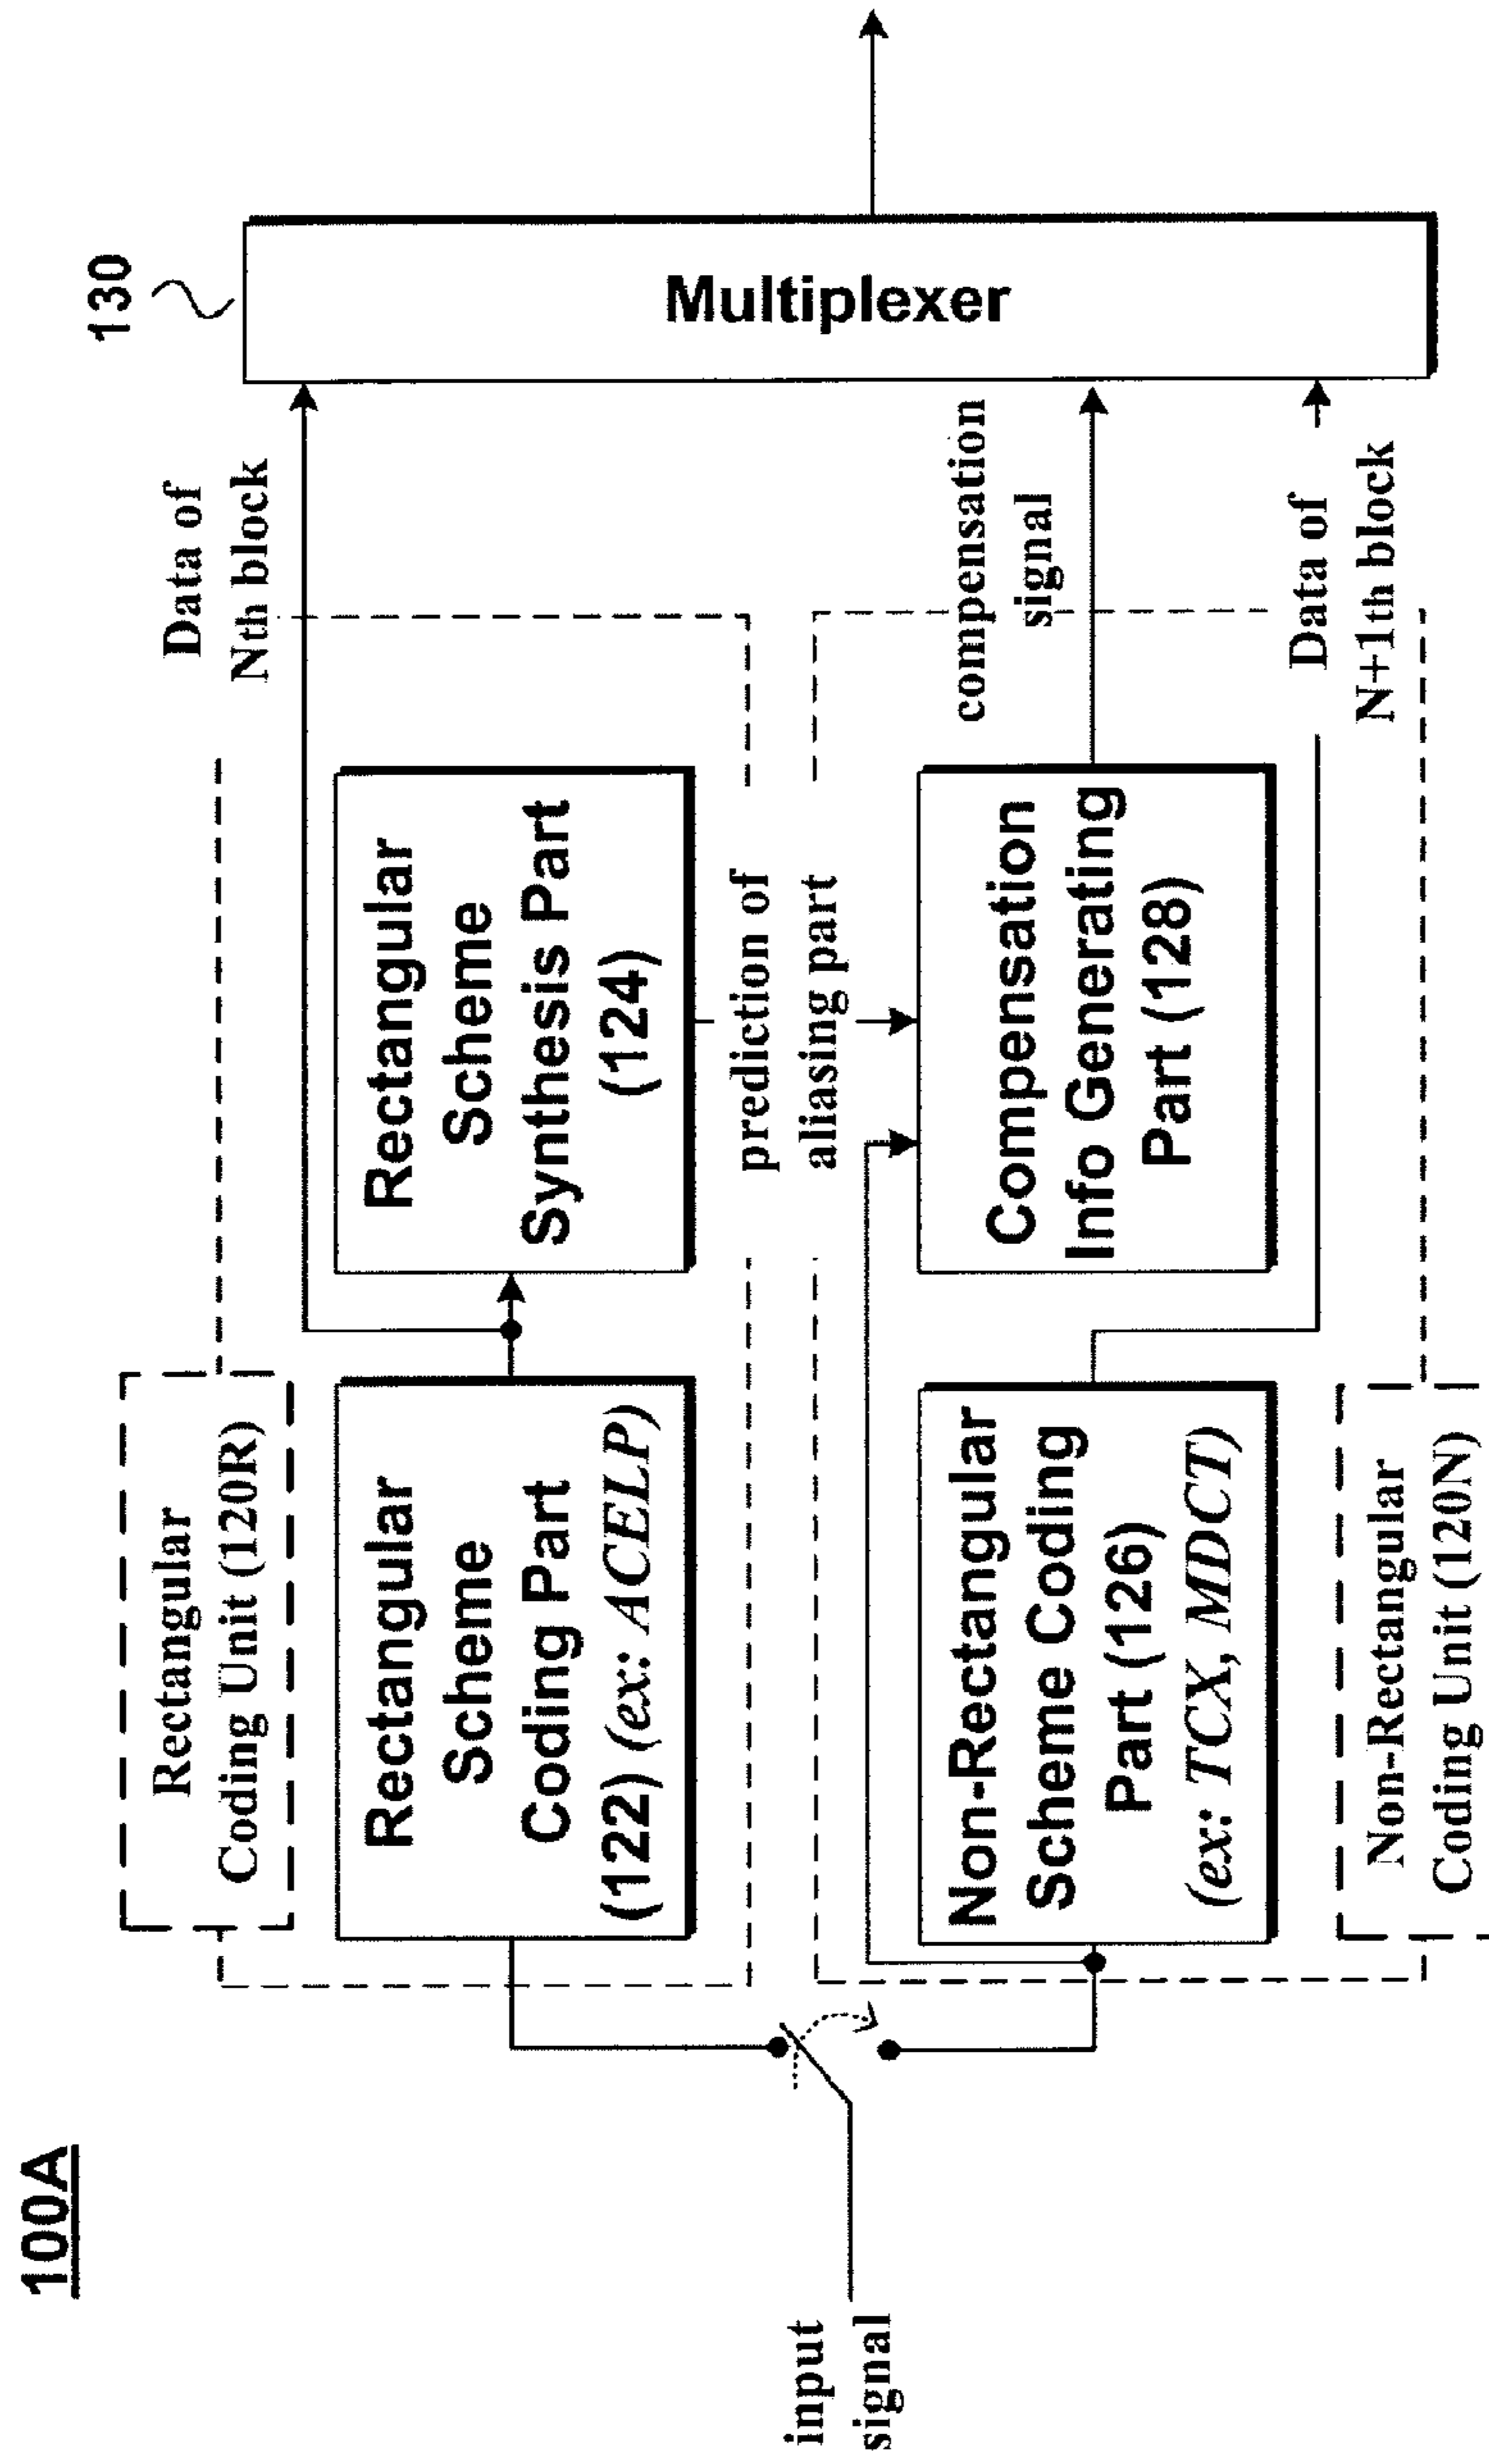 100A
130
Rectangular
Coding Unit (120R)
Data of
Nth block
Rectangular
Scheme
Coding Part
(122) (ex: ACELP)
Rectangular
Scheme
Synthesis Part
(124)
Multiplexer
input
signal
prediction of
aliasing part
compensation
signal
Non-Rectangular
Scheme Coding
Part (126)
(ex: TCX, MDCT)
Compensation
Info Generating
Part (128)
Data of
N+1th block
Non-Rectangular
Coding Unit (120N)